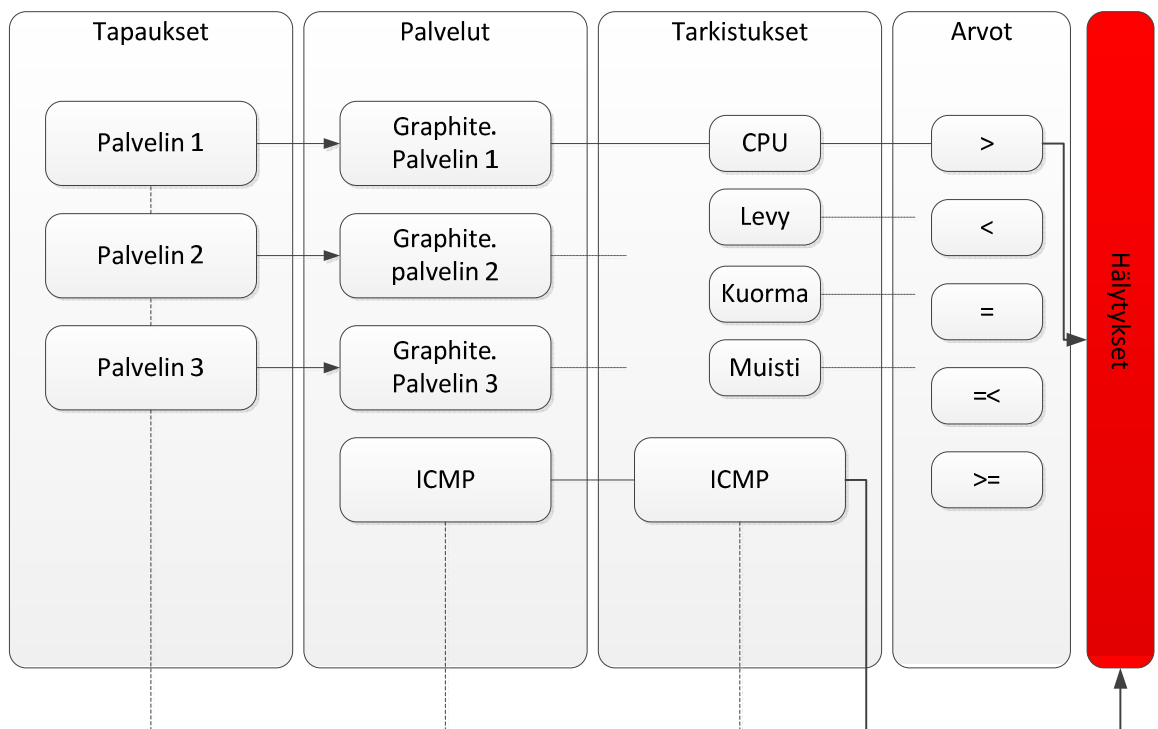 Tapaukset
Palvelin 1
Palvelin 2
Palvelin 3
Palvelut
Graphite.
Palvelin 1
Graphite.
palvelin 2
Graphite.
Palvelin 3
ICMP
Tarkistukset
CPU
Levy
Kuorma
Muisti
ICMP
Arvot
>
<
=
=<
>=
Hälytykset